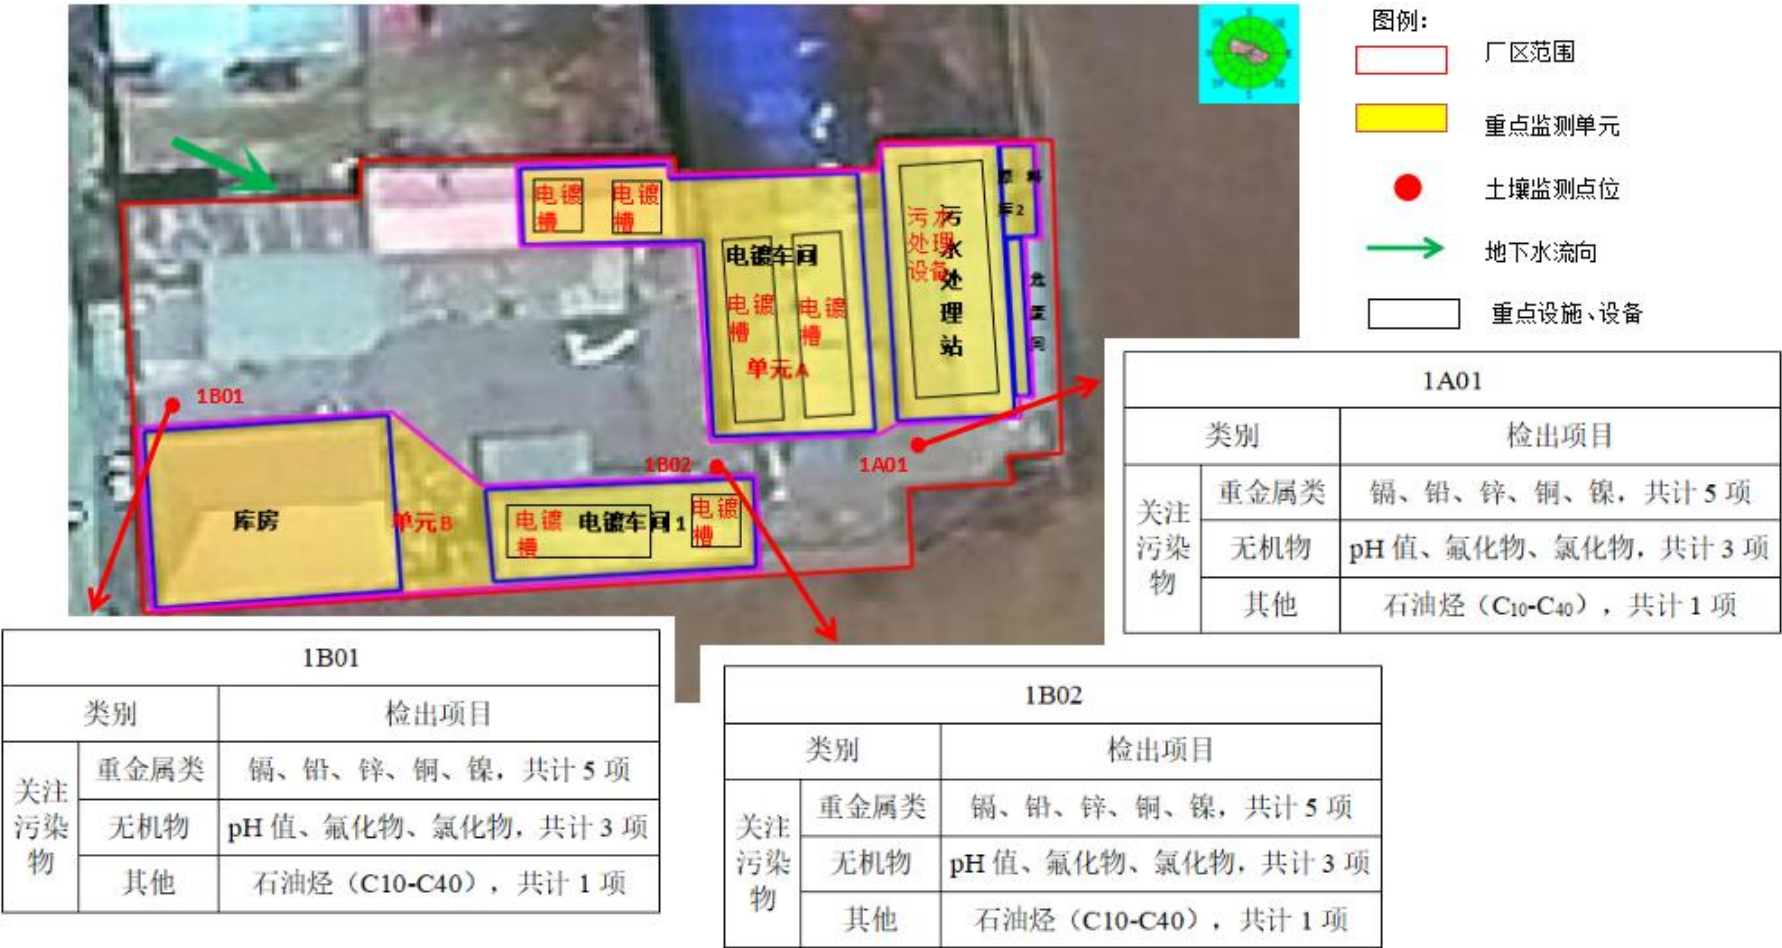 图例：
厂区范围
重点监测单元
土壤监测点位
地下水流向
重点设施、设备
电镀槽
电镀槽
电镀车间
电镀槽
电镀槽
单元A
污水处理设备
污水处理站
原料库2
危废间
1B01
1B02
1A01
库房
单元B
电镀槽
电镀车间1
电镀槽
1A01
类别 检出项目
关注污染物
重金属类 镉、铅、锌、铜、镍，共计 5 项
无机物 pH 值、氟化物、氯化物，共计 3 项
其他 石油烃（C10-C40），共计 1 项
1B01
类别 检出项目
关注污染物
重金属类 镉、铅、锌、铜、镍，共计 5 项
无机物 pH 值、氟化物、氯化物，共计 3 项
其他 石油烃（C10-C40），共计 1 项
1B02
类别 检出项目
关注污染物
重金属类 镉、铅、锌、铜、镍，共计 5 项
无机物 pH 值、氟化物、氯化物，共计 3 项
其他 石油烃（C10-C40），共计 1 项